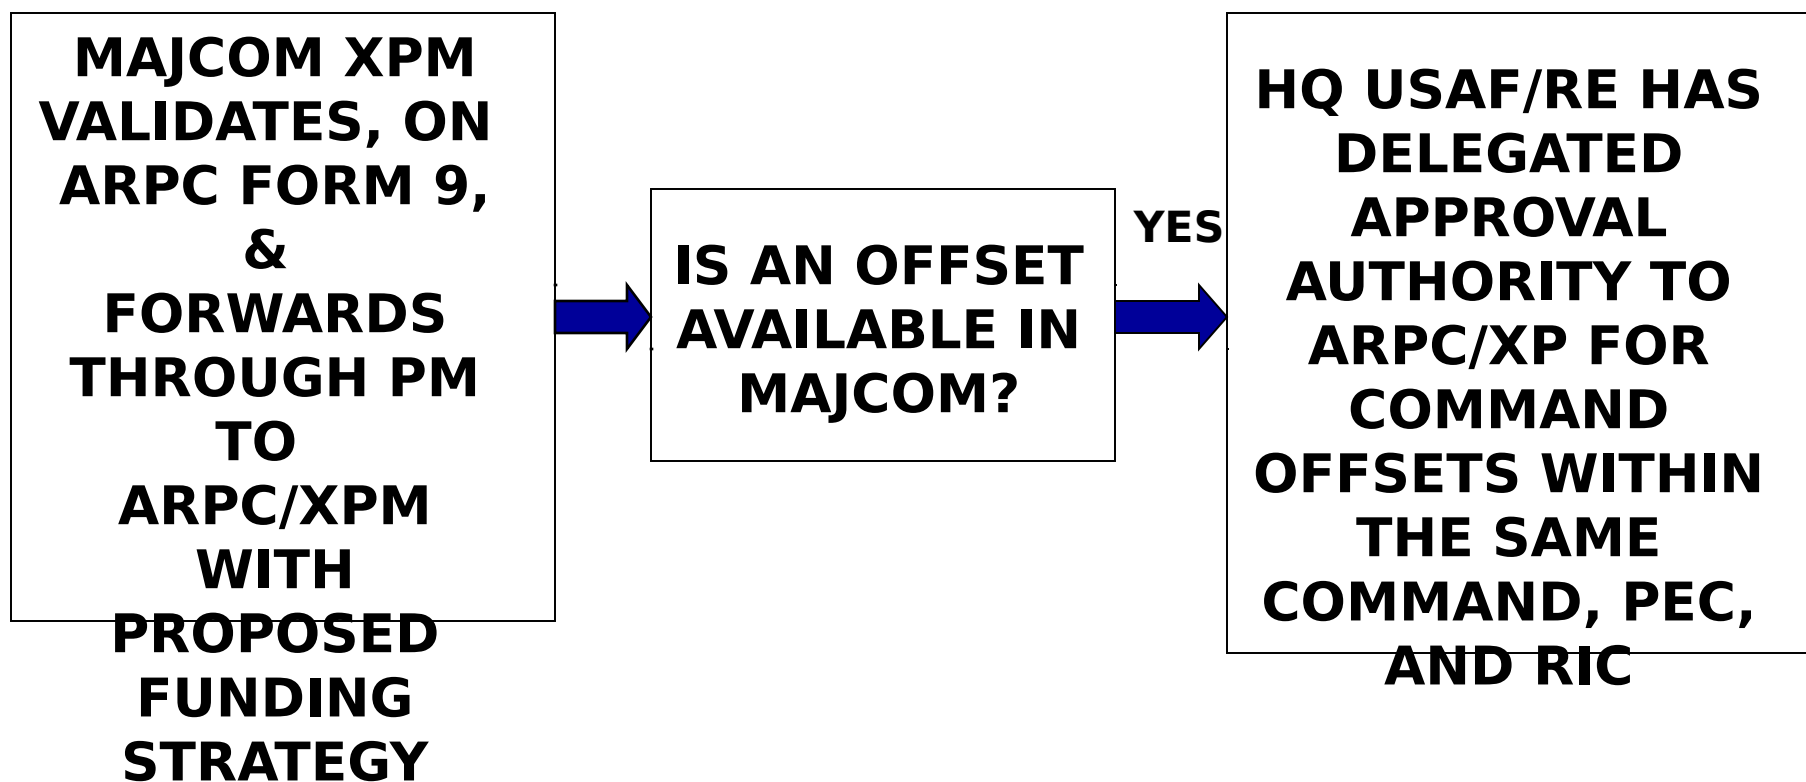 MAJCOM XPM
VALIDATES, ON
ARPC FORM 9,
&
FORWARDS
THROUGH PM
TO
ARPC/XPM
WITH
PROPOSED
FUNDING
STRATEGY
IS AN OFFSET
AVAILABLE IN
MAJCOM?
YES
HQ USAF/RE HAS
DELEGATED
APPROVAL
AUTHORITY TO
ARPC/XP FOR
COMMAND
OFFSETS WITHIN
THE SAME
COMMAND, PEC,
AND RIC